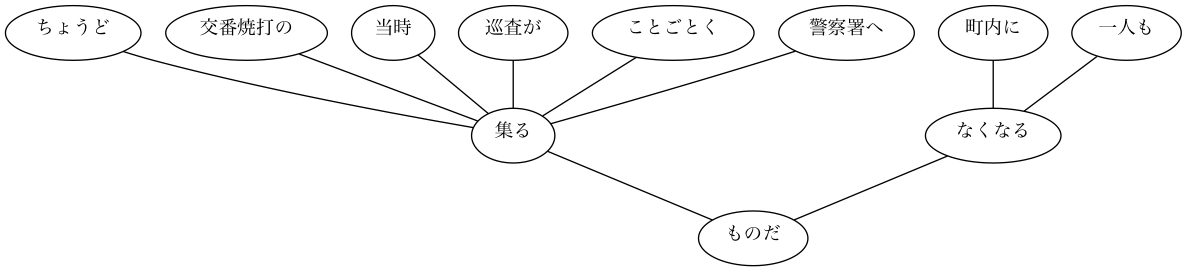 ちょうど
交番焼打の
当時
巡査が
ことごとく
警察署へ
町内に
一人も
集る
なくなる
ものだ